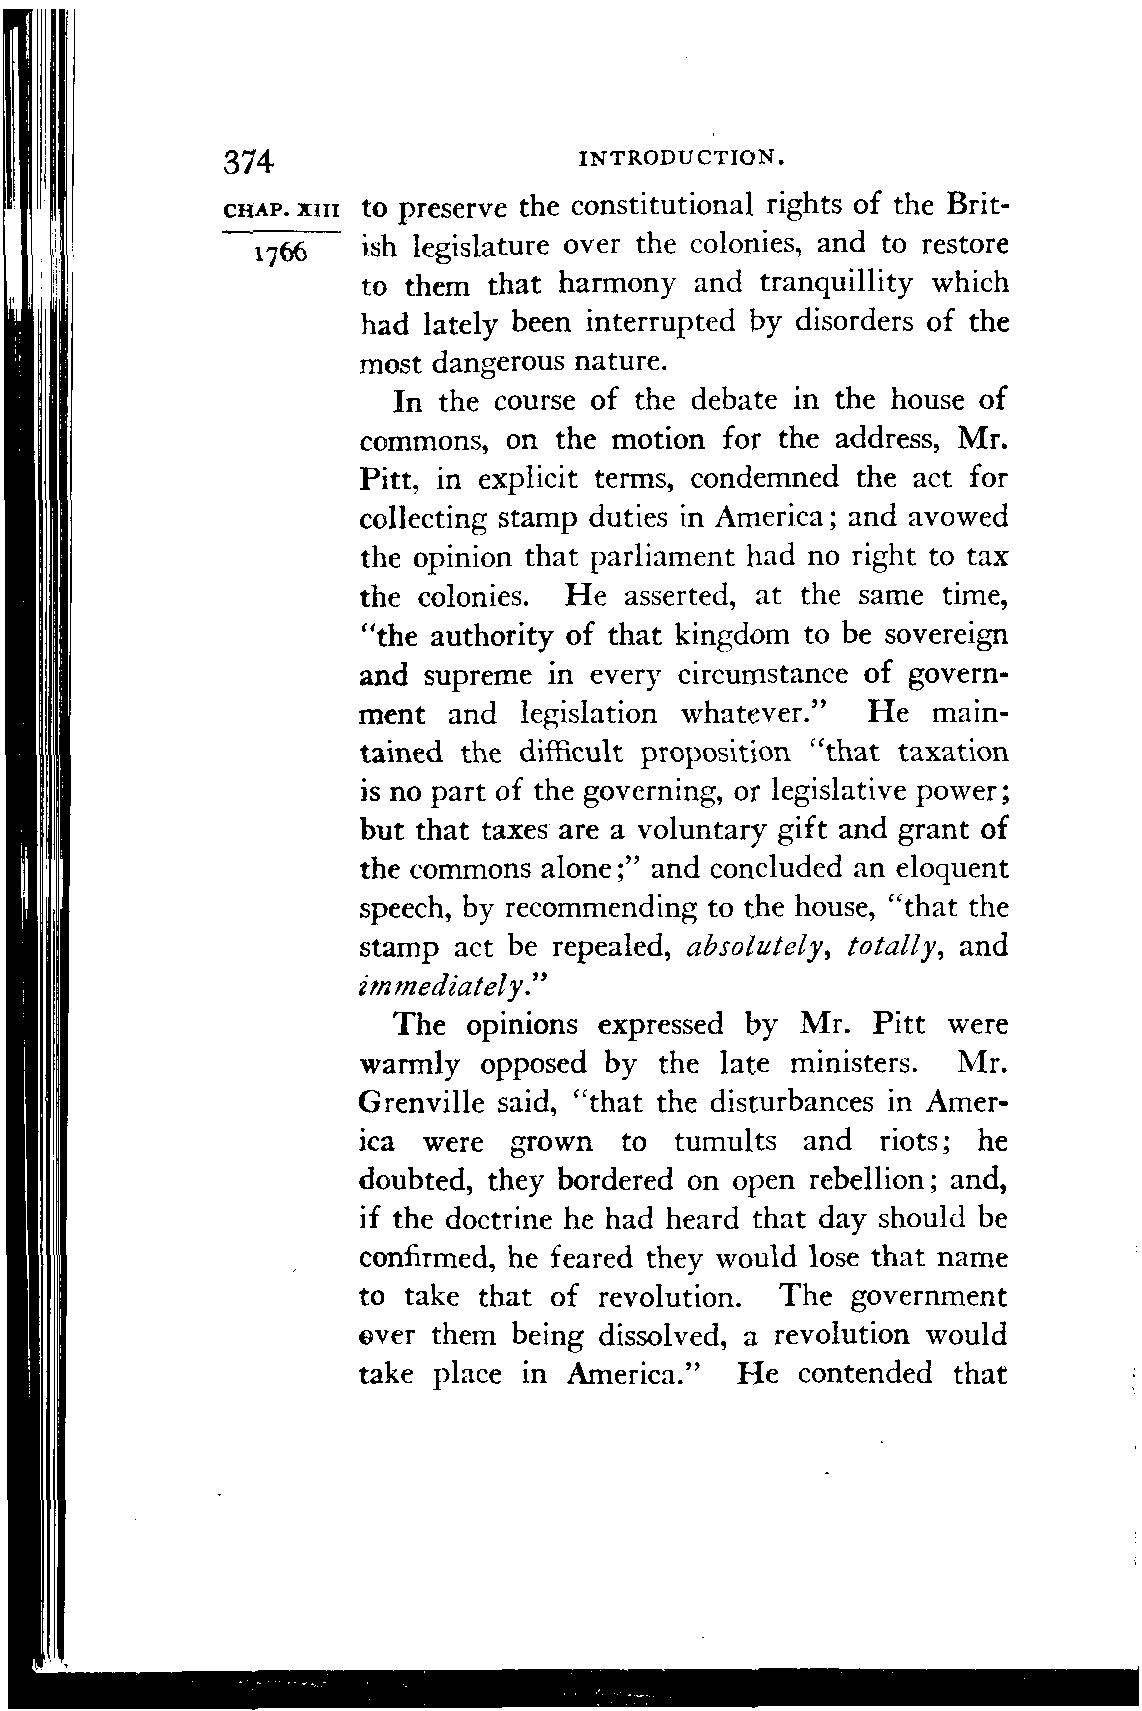 374 INTRODUCTION.
CHAP. XIII to preserve the constitutional rights of the Brit-
1766 ish legislature over the colonies, and to restore
to them that harmony and tranquillity which
had lately been interrupted by disorders of the
most dangerous nature.
In the course of the debate in the house of
commons, on the motion for the address, Mr.
Pitt, in explicit terms, condemned the act for
collecting stamp duties in America; and avowed
the opinion that parliament had no right to tax
the colonies. He asserted, at the same time,
"the authority of that kingdom to be sovereign
and supreme in every circumstance of govern-
ment and legislation whatever." He main-
tained the difficult proposition "that taxation
is no part of the governing, or legislative power;
but that taxes are a voluntary gift and grant of
the commons alone;" and concluded an eloquent
speech, by recommending to the house, "that the
stamp act be repealed, absolutely, totally, and
immediately."
The opinions expressed by Mr. Pitt were
warmly opposed by the late ministers. Mr.
Grenville said, "that the disturbances in Amer-
ica were grown to tumults and riots; he
doubted, they bordered on open rebellion; and,
if the doctrine he had heard that day should be
confirmed, he feared they would lose that name
to take that of revolution. The government
over them being dissolved, a revolution would
take place in America." He contended that